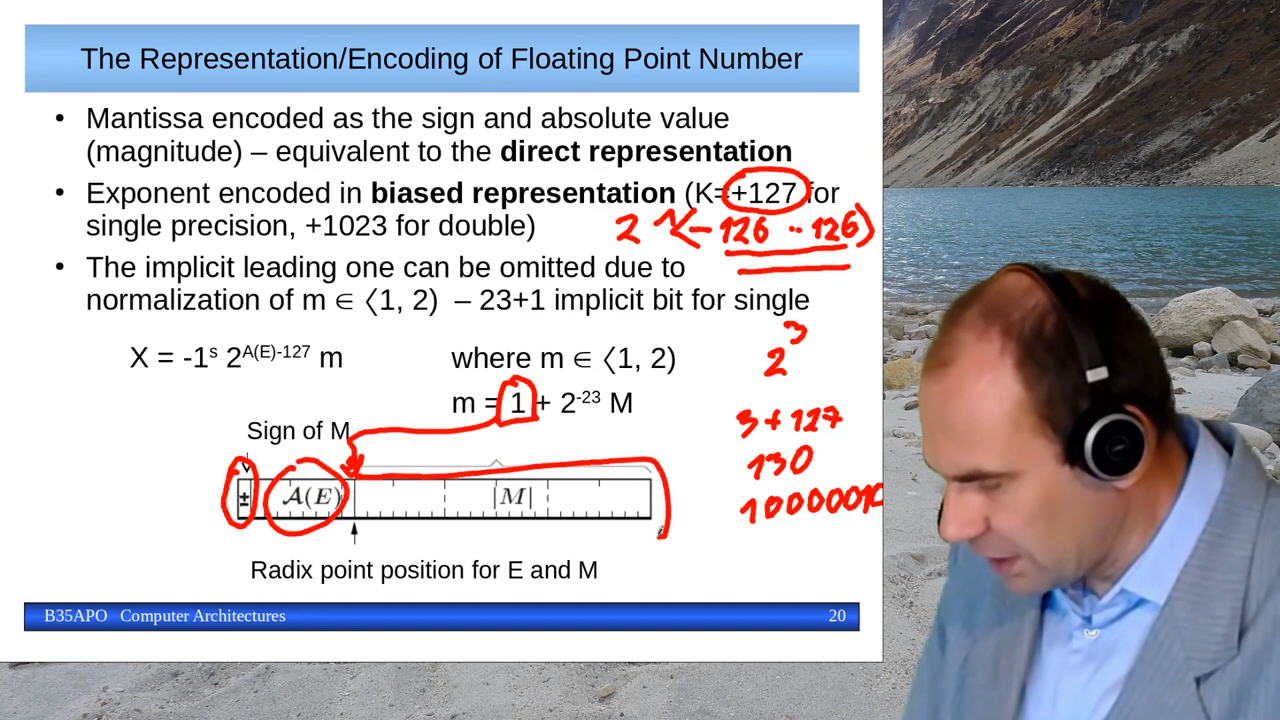 The Representation/Encoding of Floating Point Number
• Mantissa encoded as the sign and absolute value
(magnitude) – equivalent to the direct representation
• Exponent encoded in biased representation (K=+127 for
single precision, +1023 for double)
2 ^<-126 .. 126)
• The implicit leading one can be omitted due to
normalization of m ∈ ⟨1, 2) – 23+1 implicit bit for single
X = -1ˢ 2ᴬ⁽ᴱ⁾⁻¹²⁷ m
where m ∈ ⟨1, 2)
2³
m = 1 + 2⁻²³ M
3+127
Sign of M
130
± A(E) |M|
Radix point position for E and M
B35APO Computer Architectures 20